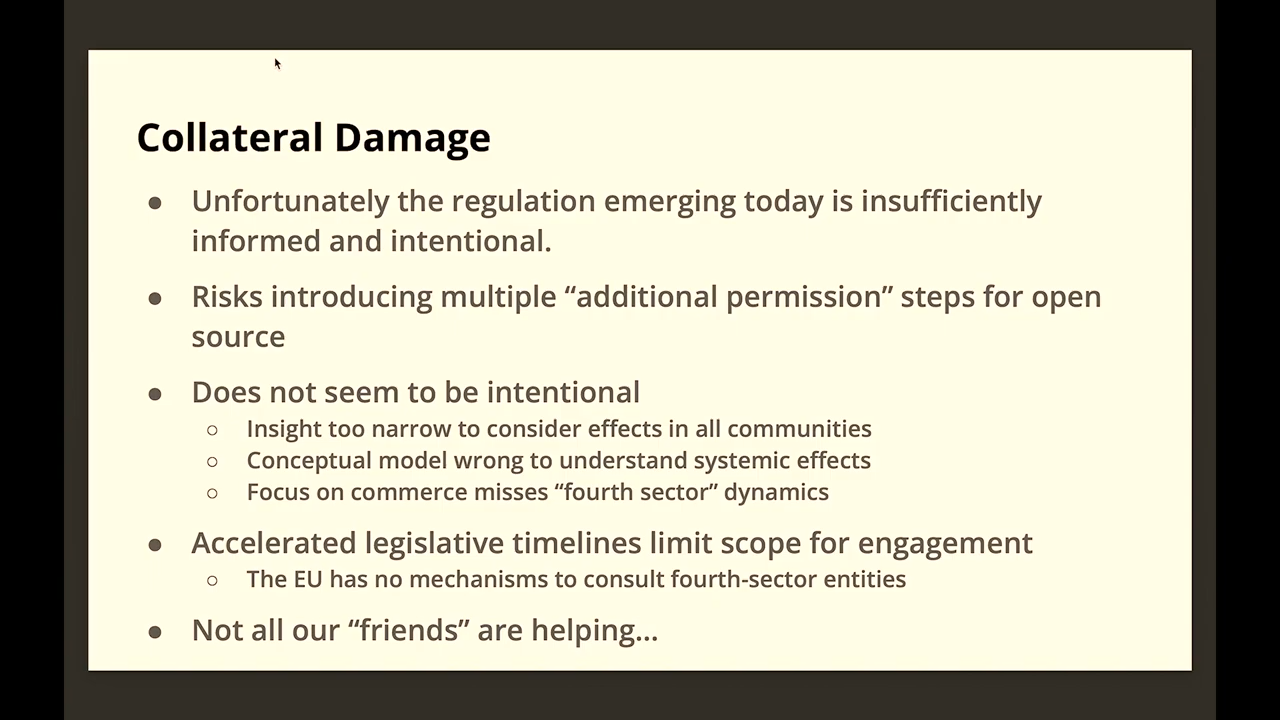 Collateral Damage
● Unfortunately the regulation emerging today is insufficiently
informed and intentional.
● Risks introducing multiple “additional permission” steps for open
source
● Does not seem to be intentional
○ Insight too narrow to consider effects in all communities
○ Conceptual model wrong to understand systemic effects
○ Focus on commerce misses “fourth sector” dynamics
● Accelerated legislative timelines limit scope for engagement
○ The EU has no mechanisms to consult fourth-sector entities
● Not all our “friends” are helping...